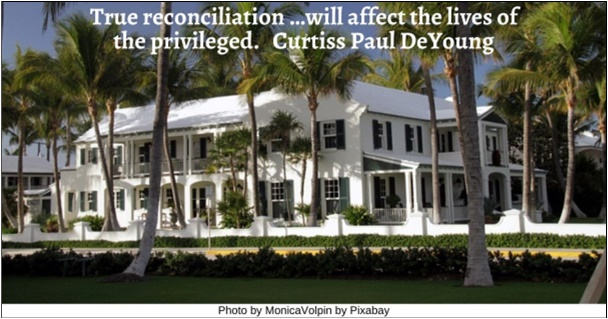 True reconciliation ...will affect the lives of
the privileged. Curtiss Paul DeYoung
Photo by MonicaVolpin by Pixabay